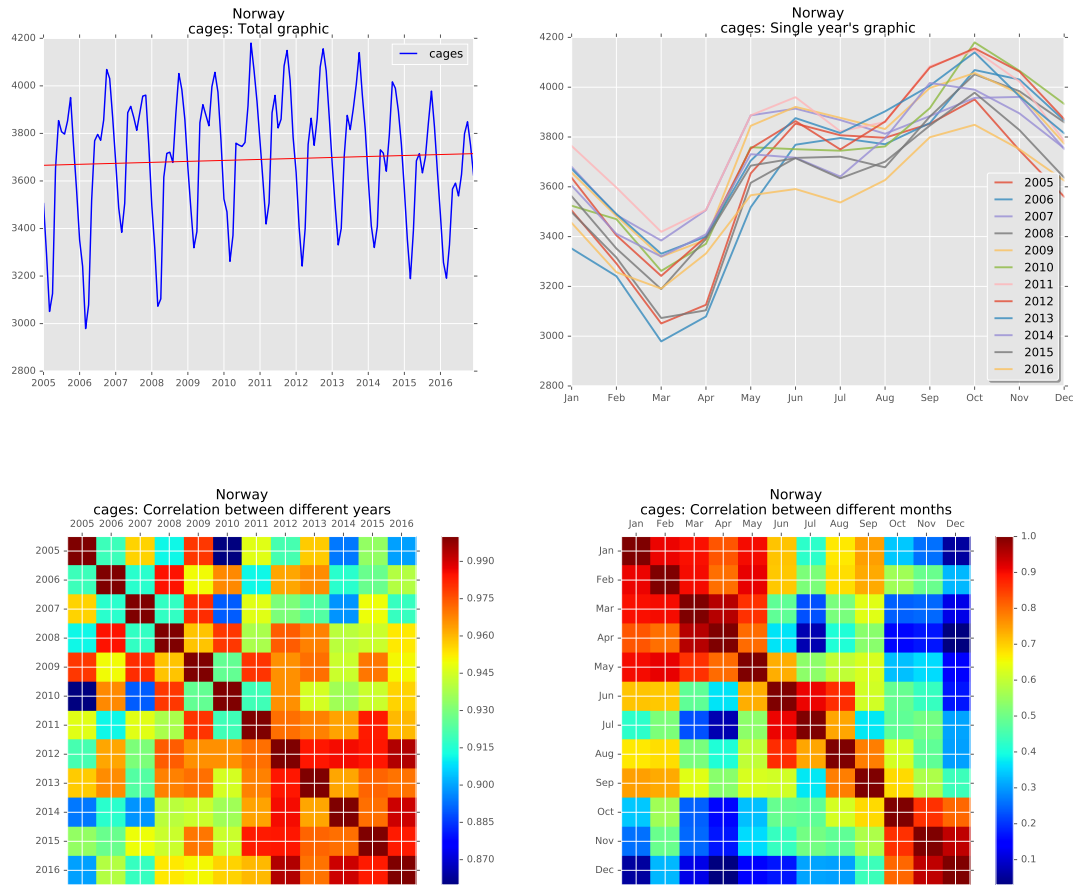 Norway
cages: Total graphic
cages
4200
4000
3800
3600
3400
3200
3000
2800
2005 2006 2007 2008 2009 2010 2011 2012 2013 2014 2015 2016
Norway
cages: Single year's graphic
4200
4000
3800
3600
3400
3200
3000
2800
2005
2006
2007
2008
2009
2010
2011
2012
2013
2014
2015
2016
Jan Feb Mar Apr May Jun Jul Aug Sep Oct Nov Dec
Norway
cages: Correlation between different years
2005 2006 2007 2008 2009 2010 2011 2012 2013 2014 2015 2016
2005
2006
2007
2008
2009
2010
2011
2012
2013
2014
2015
2016
0.990
0.975
0.960
0.945
0.930
0.915
0.900
0.885
0.870
Norway
cages: Correlation between different months
Jan Feb Mar Apr May Jun Jul Aug Sep Oct Nov Dec
Jan
Feb
Mar
Apr
May
Jun
Jul
Aug
Sep
Oct
Nov
Dec
1.0
0.9
0.8
0.7
0.6
0.5
0.4
0.3
0.2
0.1